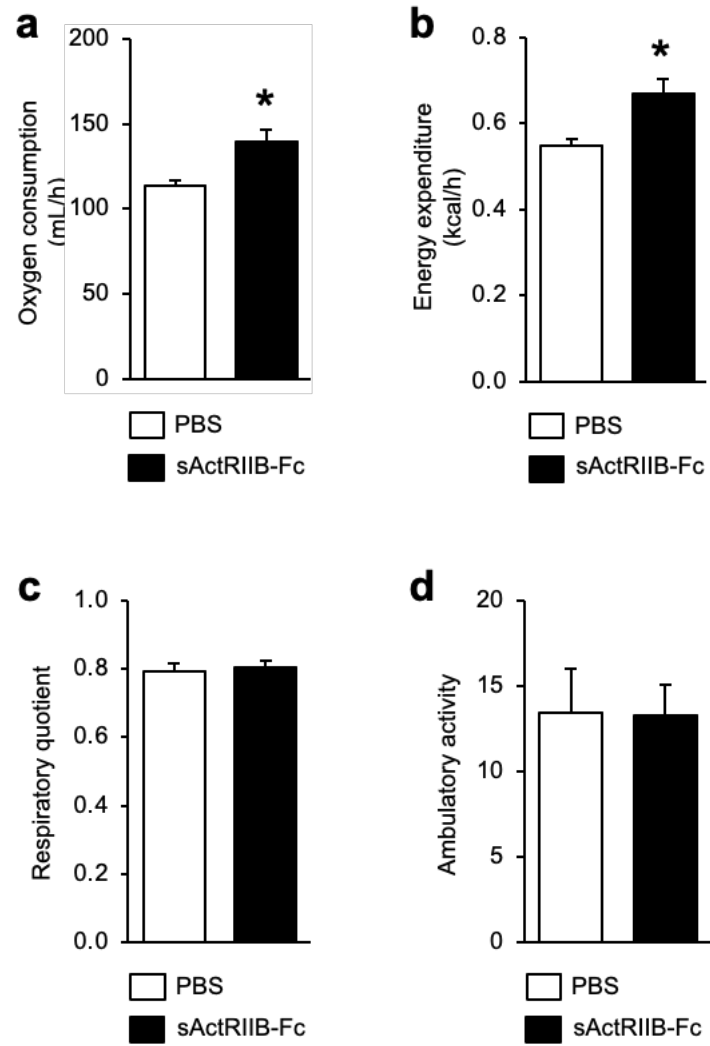 a
Oxygen consumption
(mL/h)
200
150
100
50
0
*
PBS
sActRIIB-Fc
b
Energy expenditure
(kcal/h)
0.8
0.6
0.4
0.2
0.0
*
PBS
sActRIIB-Fc
c
Respiratory quotient
1.0
0.8
0.6
0.4
0.2
0.0
PBS
sActRIIB-Fc
d
Ambulatory activity
20
15
10
5
0
PBS
sActRIIB-Fc